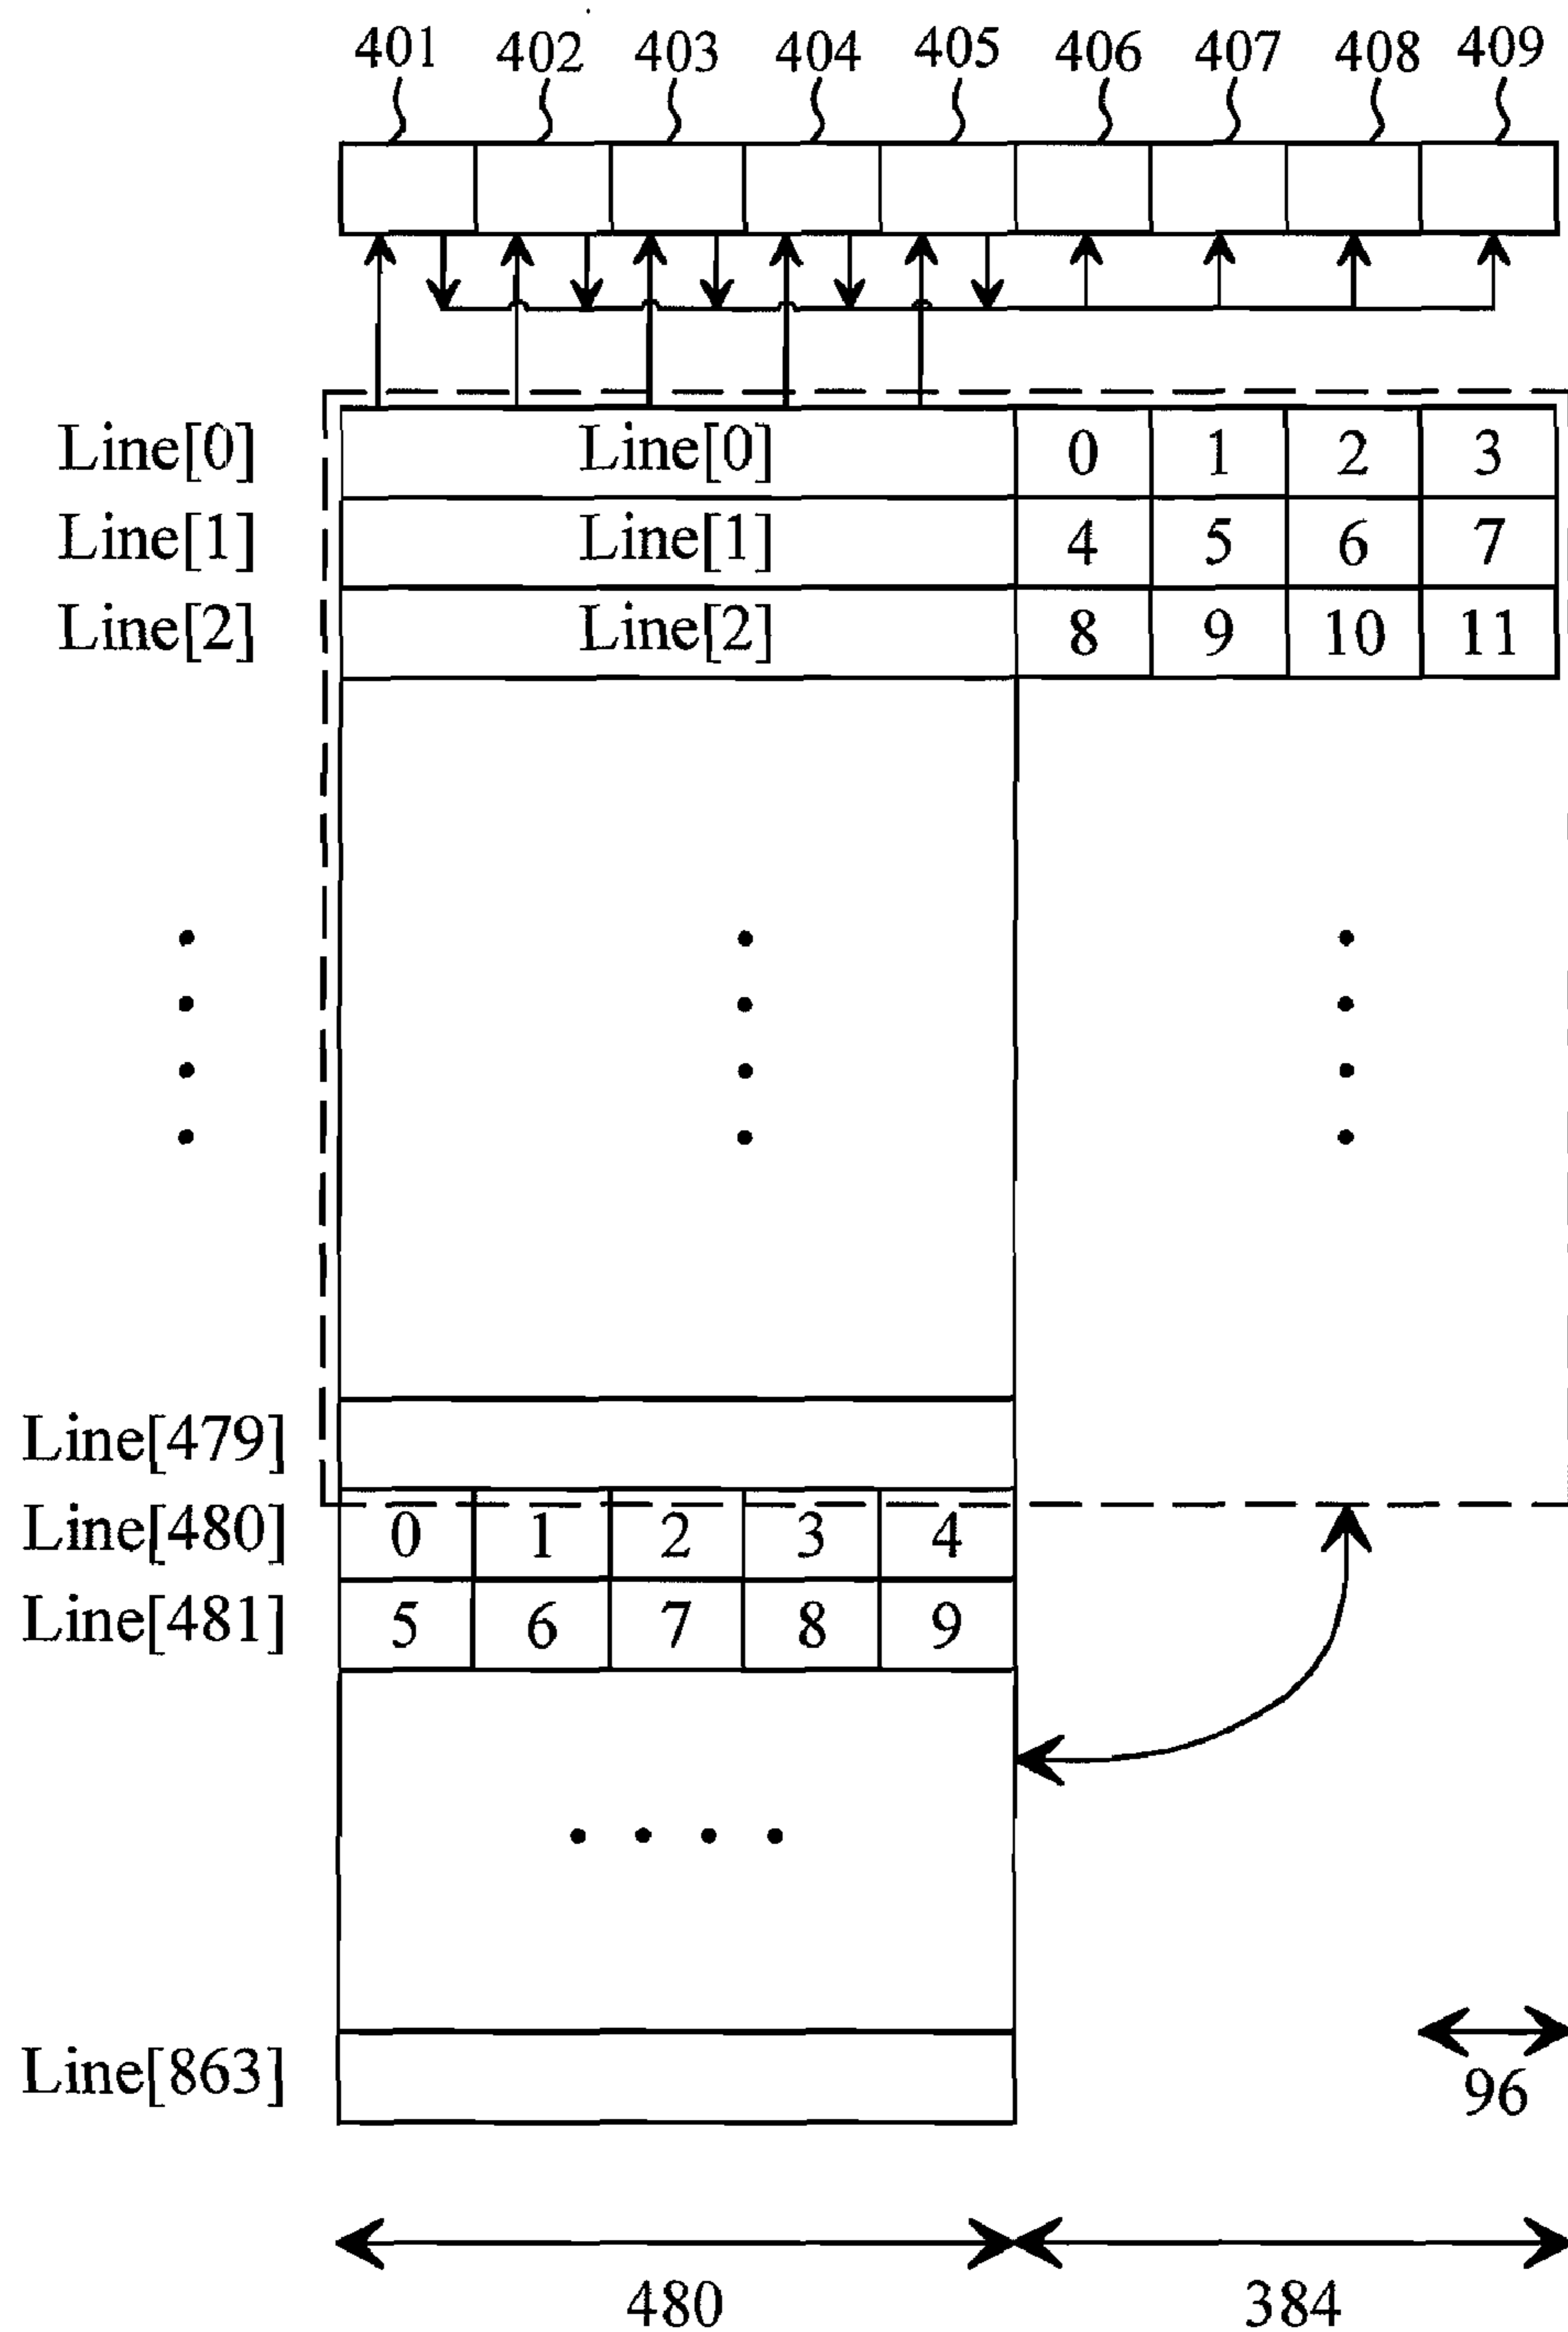 401 402 403 404 405 406 407 408 409
Line[0] Line[0] 0 1 2 3
Line[1] Line[1] 4 5 6 7
Line[2] Line[2] 8 9 10 11
Line[479]
Line[480] 0 1 2 3 4
Line[481] 5 6 7 8 9
Line[863]
96
480 384